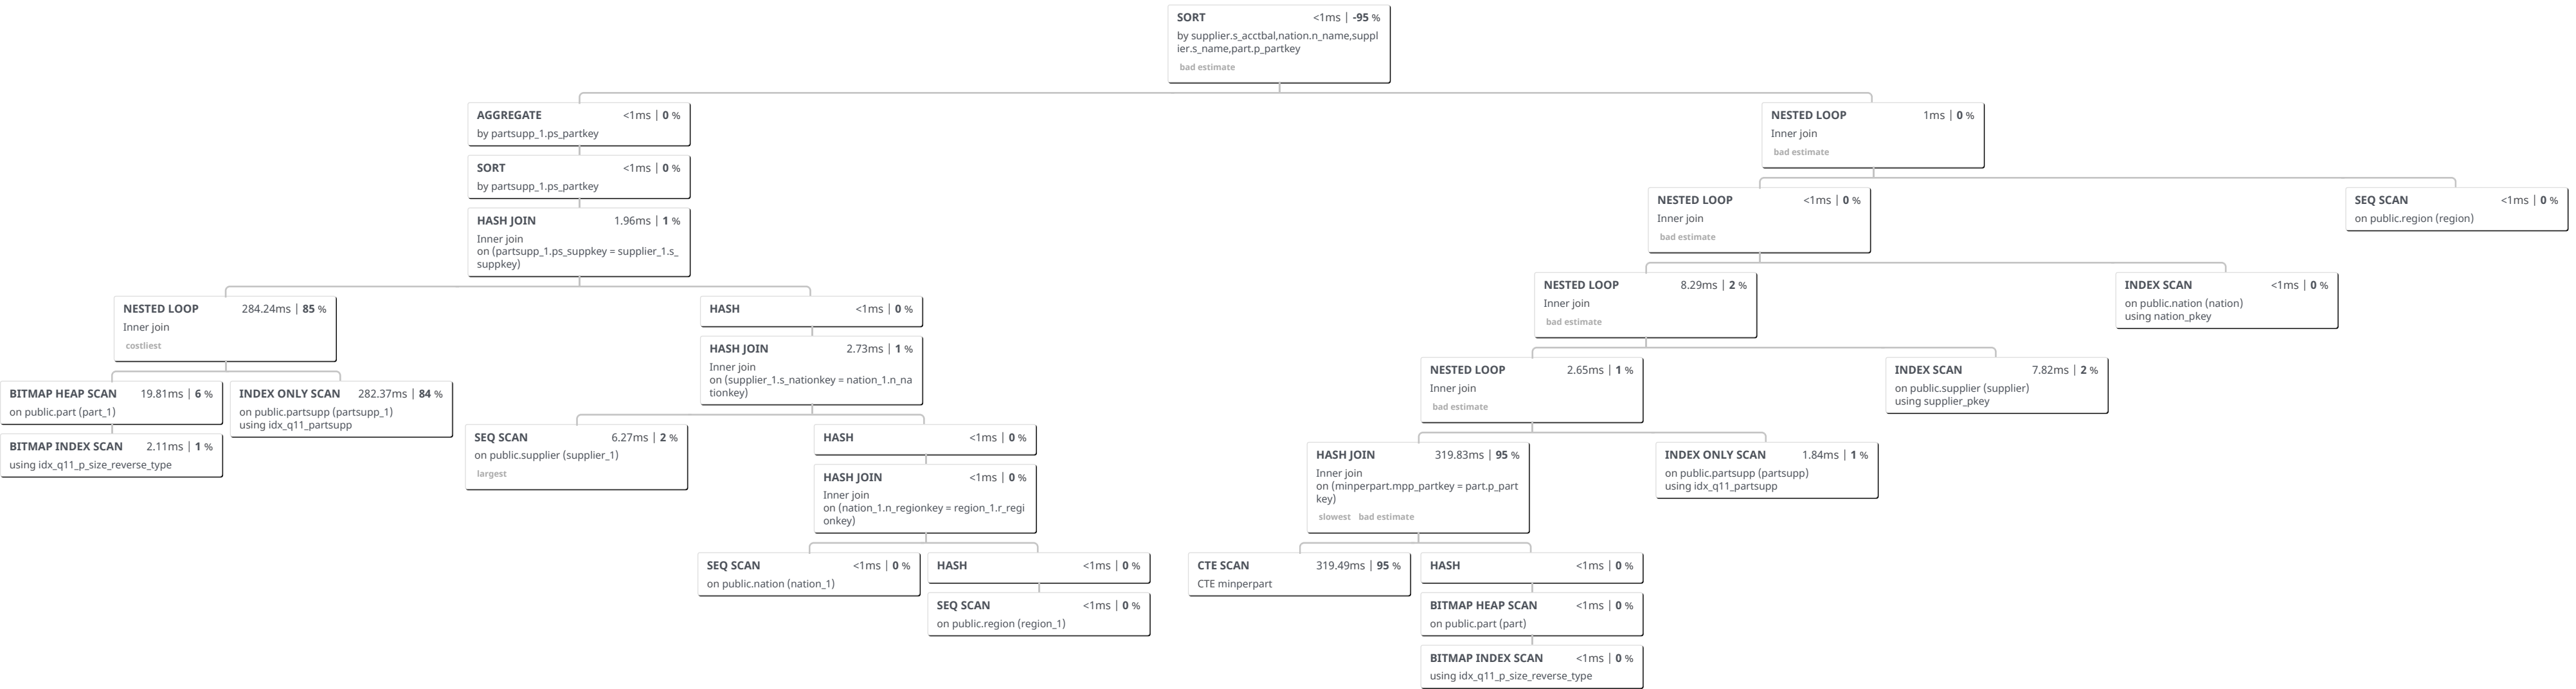 SORT <1ms | -95 %
by supplier.s_acctbal,nation.n_name,suppl
ier.s_name,part.p_partkey
bad estimate
AGGREGATE <1ms | 0 %
by partsupp_1.ps_partkey
SORT <1ms | 0 %
by partsupp_1.ps_partkey
HASH JOIN 1.96ms | 1 %
Inner join
on (partsupp_1.ps_suppkey = supplier_1.s_
suppkey)
NESTED LOOP 284.24ms | 85 %
Inner join
costliest
BITMAP HEAP SCAN 19.81ms | 6 %
on public.part (part_1)
BITMAP INDEX SCAN 2.11ms | 1 %
using idx_q11_p_size_reverse_type
INDEX ONLY SCAN 282.37ms | 84 %
on public.partsupp (partsupp_1)
using idx_q11_partsupp
HASH <1ms | 0 %
HASH JOIN 2.73ms | 1 %
Inner join
on (supplier_1.s_nationkey = nation_1.n_na
tionkey)
SEQ SCAN 6.27ms | 2 %
on public.supplier (supplier_1)
largest
HASH <1ms | 0 %
HASH JOIN <1ms | 0 %
Inner join
on (nation_1.n_regionkey = region_1.r_regi
onkey)
SEQ SCAN <1ms | 0 %
on public.nation (nation_1)
HASH <1ms | 0 %
SEQ SCAN <1ms | 0 %
on public.region (region_1)
NESTED LOOP 1ms | 0 %
Inner join
bad estimate
NESTED LOOP <1ms | 0 %
Inner join
bad estimate
SEQ SCAN <1ms | 0 %
on public.region (region)
NESTED LOOP 8.29ms | 2 %
Inner join
bad estimate
INDEX SCAN <1ms | 0 %
on public.nation (nation)
using nation_pkey
NESTED LOOP 2.65ms | 1 %
Inner join
bad estimate
INDEX SCAN 7.82ms | 2 %
on public.supplier (supplier)
using supplier_pkey
HASH JOIN 319.83ms | 95 %
Inner join
on (minperpart.mpp_partkey = part.p_part
key)
slowest bad estimate
INDEX ONLY SCAN 1.84ms | 1 %
on public.partsupp (partsupp)
using idx_q11_partsupp
CTE SCAN 319.49ms | 95 %
CTE minperpart
HASH <1ms | 0 %
BITMAP HEAP SCAN <1ms | 0 %
on public.part (part)
BITMAP INDEX SCAN <1ms | 0 %
using idx_q11_p_size_reverse_type